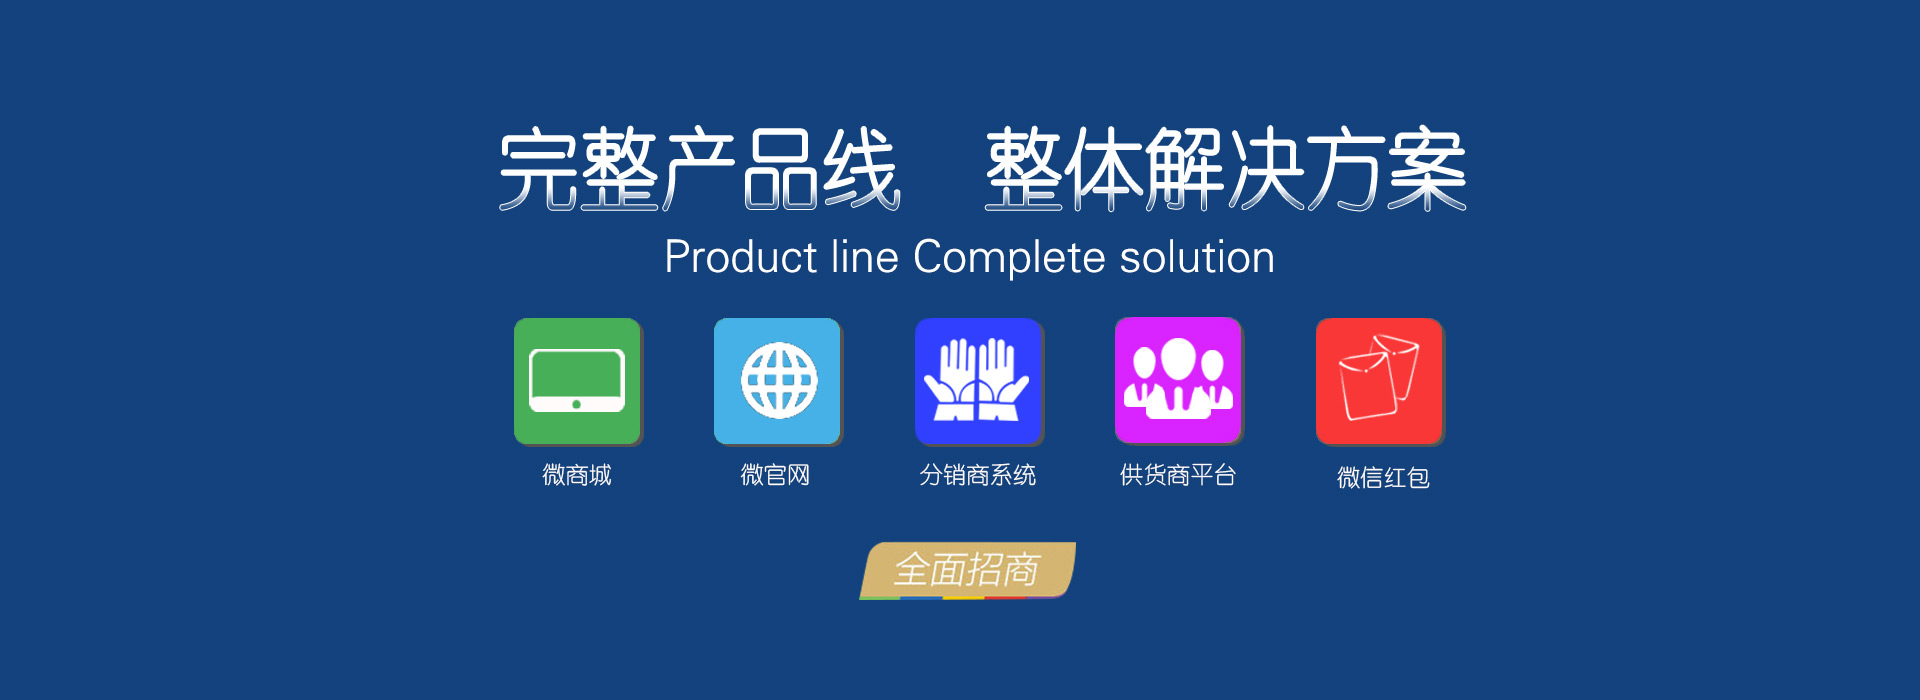 完整产品线 整体解决方案
Product line Complete solution
微商城 微官网 分销商系统 供货商平台 微信红包
全面招商